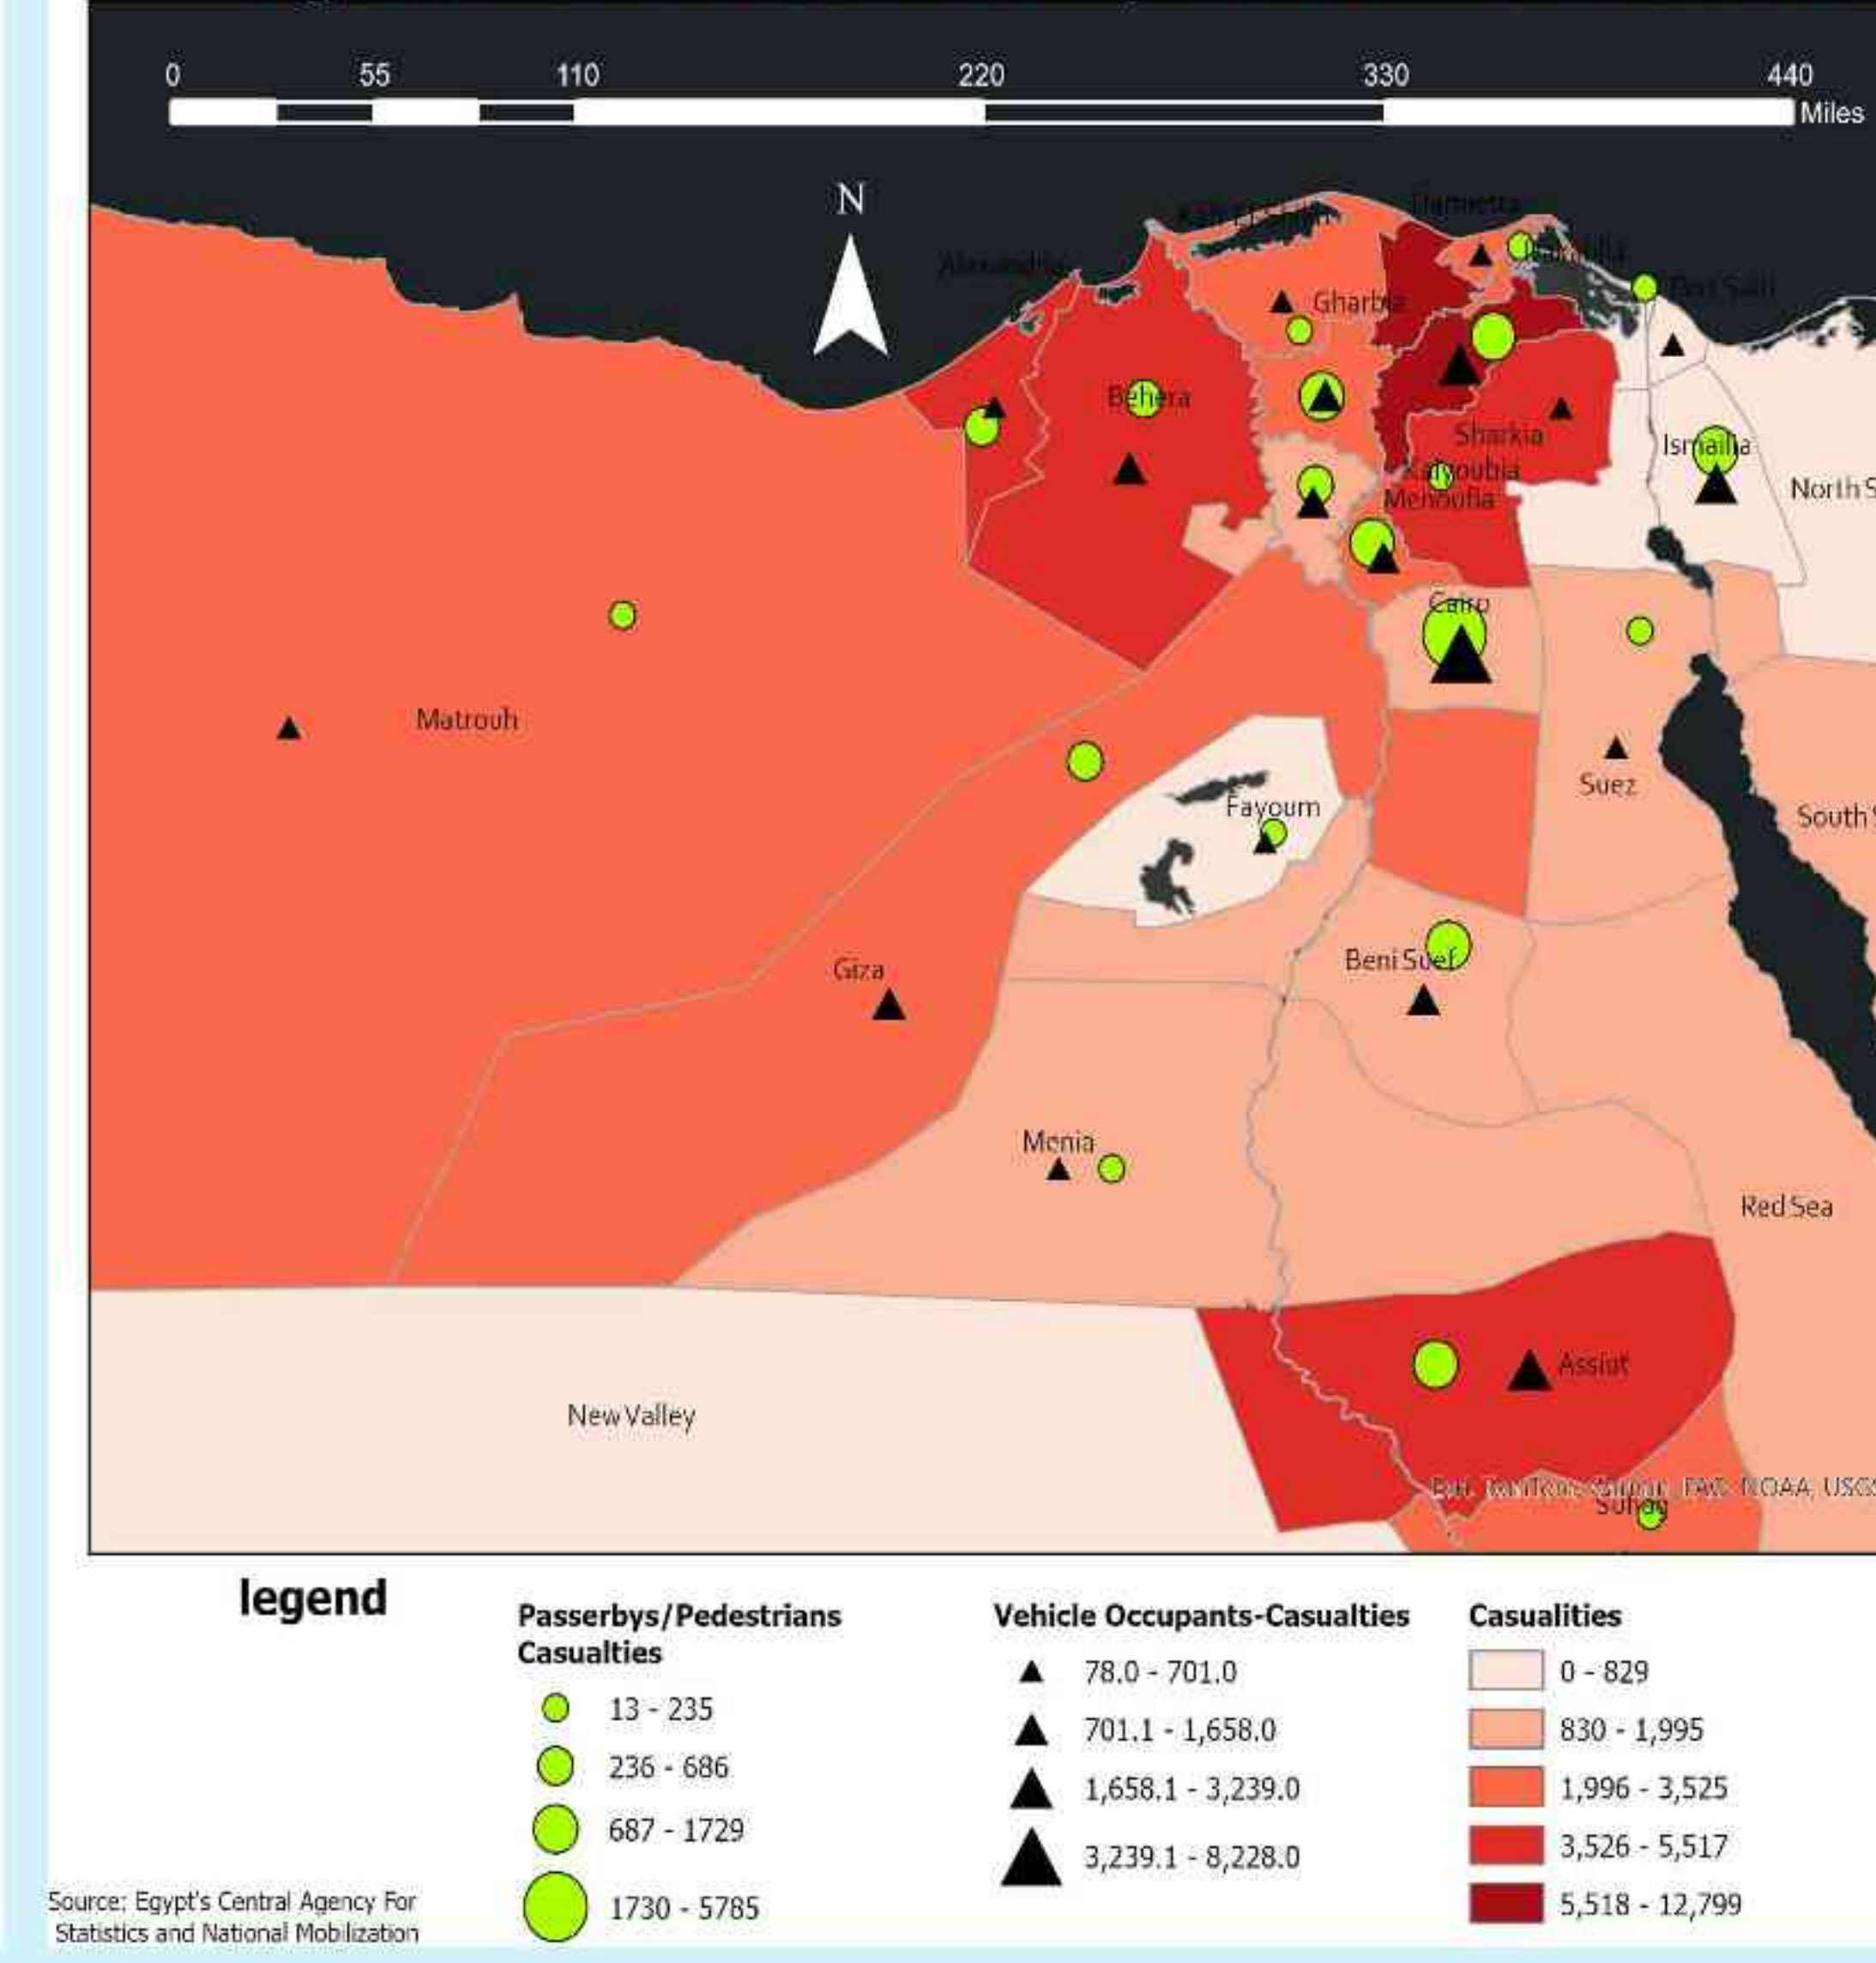 0 55 110 220 330 440
Miles
N
Damietta
Alexandria
Port Said
Gharbia
Behera
Sharkia
Ismailia
Kalyoubia
North S
Menoufia
Cairo
Matrouh
Suez
Fayoum
South S
Giza
Beni Suef
Menia
Red Sea
Assiut
New Valley
FAO, NOAA, USGS
Suhag
legend
Passerbys/Pedestrians
Casualties
13 - 235
236 - 686
687 - 1729
1730 - 5785
Vehicle Occupants-Casualties
78.0 - 701.0
701.1 - 1,658.0
1,658.1 - 3,239.0
3,239.1 - 8,228.0
Casualities
0 - 829
830 - 1,995
1,996 - 3,525
3,526 - 5,517
5,518 - 12,799
Source: Egypt's Central Agency For
Statistics and National Mobilization